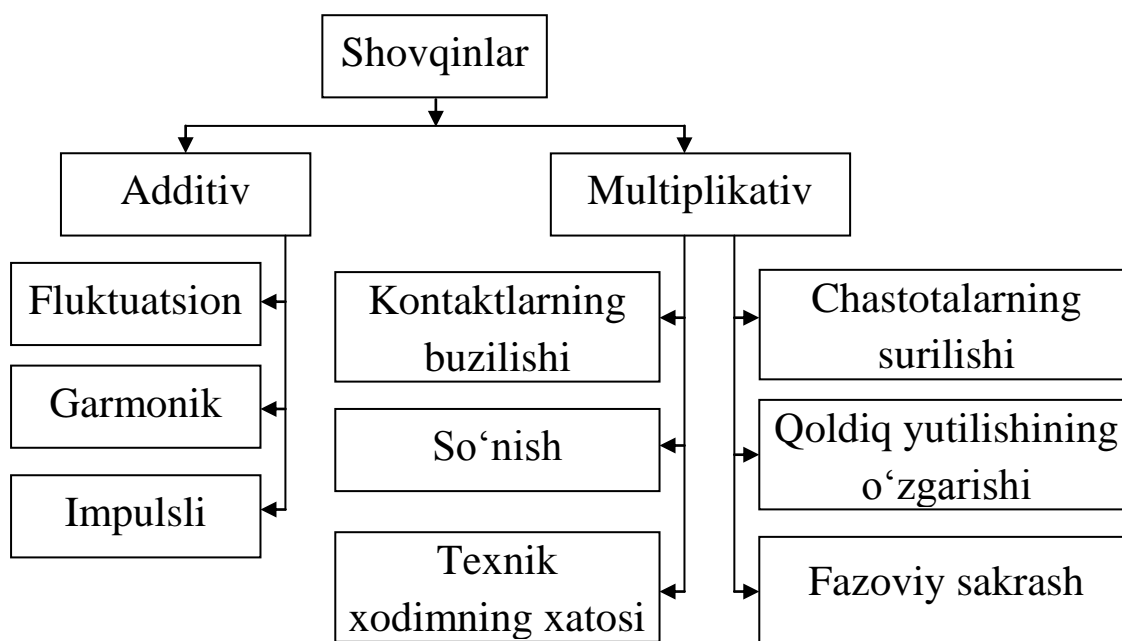 Shovqinlar
Additiv
Multiplikativ
Fluktuatsion
Garmonik
Impulsli
Kontaktlarning
buzilishi
So‘nish
Texnik
xodimning xatosi
Chastotalarning
surilishi
Qoldiq yutilishining
o‘zgarishi
Fazoviy sakrash